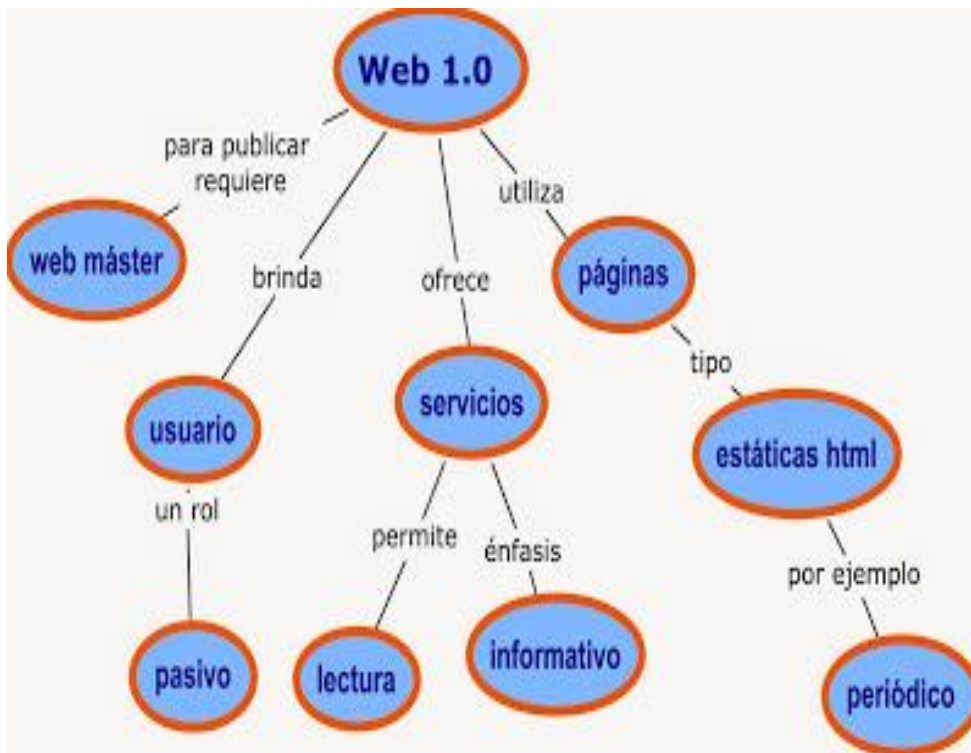 Web 1.0
para publicar
requiere
web máster
brinda
usuario
un rol
pasivo
ofrece
servicios
permite
lectura
énfasis
informativo
utiliza
páginas
tipo
estáticas html
por ejemplo
periódico